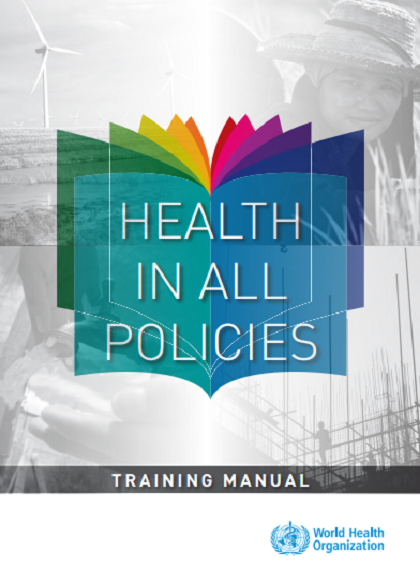 HEALTH
IN ALL
POLICIES
TRAINING MANUAL
World Health
Organization